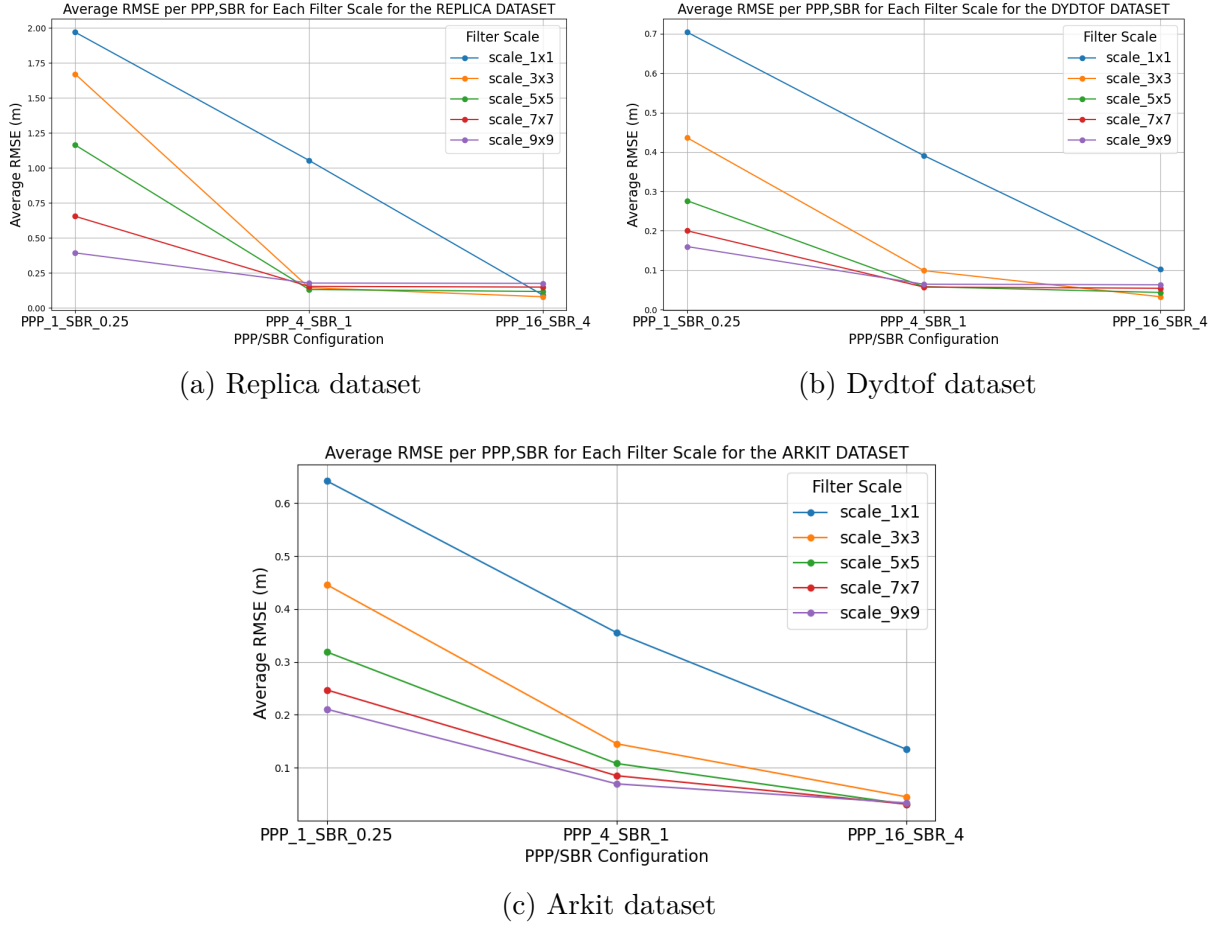 Average RMSE per PPP,SBR for Each Filter Scale for the REPLICA DATASET
Average RMSE (m)
2.00
1.75
1.50
1.25
1.00
0.75
0.50
0.25
0.00
Filter Scale
scale_1x1
scale_3x3
scale_5x5
scale_7x7
scale_9x9
PPP_1_SBR_0.25
PPP_4_SBR_1
PPP_16_SBR_4
PPP/SBR Configuration
(a) Replica dataset
Average RMSE per PPP,SBR for Each Filter Scale for the DYDTOF DATASET
Average RMSE (m)
0.7
0.6
0.5
0.4
0.3
0.2
0.1
0.0
Filter Scale
scale_1x1
scale_3x3
scale_5x5
scale_7x7
scale_9x9
PPP_1_SBR_0.25
PPP_4_SBR_1
PPP_16_SBR_4
PPP/SBR Configuration
(b) Dydtof dataset
Average RMSE per PPP,SBR for Each Filter Scale for the ARKIT DATASET
Average RMSE (m)
0.6
0.5
0.4
0.3
0.2
0.1
Filter Scale
scale_1x1
scale_3x3
scale_5x5
scale_7x7
scale_9x9
PPP_1_SBR_0.25
PPP_4_SBR_1
PPP_16_SBR_4
PPP/SBR Configuration
(c) Arkit dataset